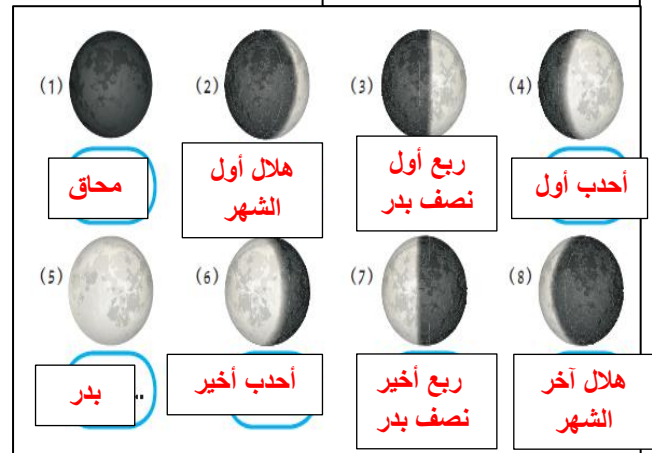 (1)
محاق
(2)
هلال أول
الشهر
(3)
ربع أول
نصف بدر
(4)
أحدب أول
(5)
بدر ..
(6)
أحدب أخير
(7)
ربع أخير
نصف بدر
(8)
هلال آخر
الشهر